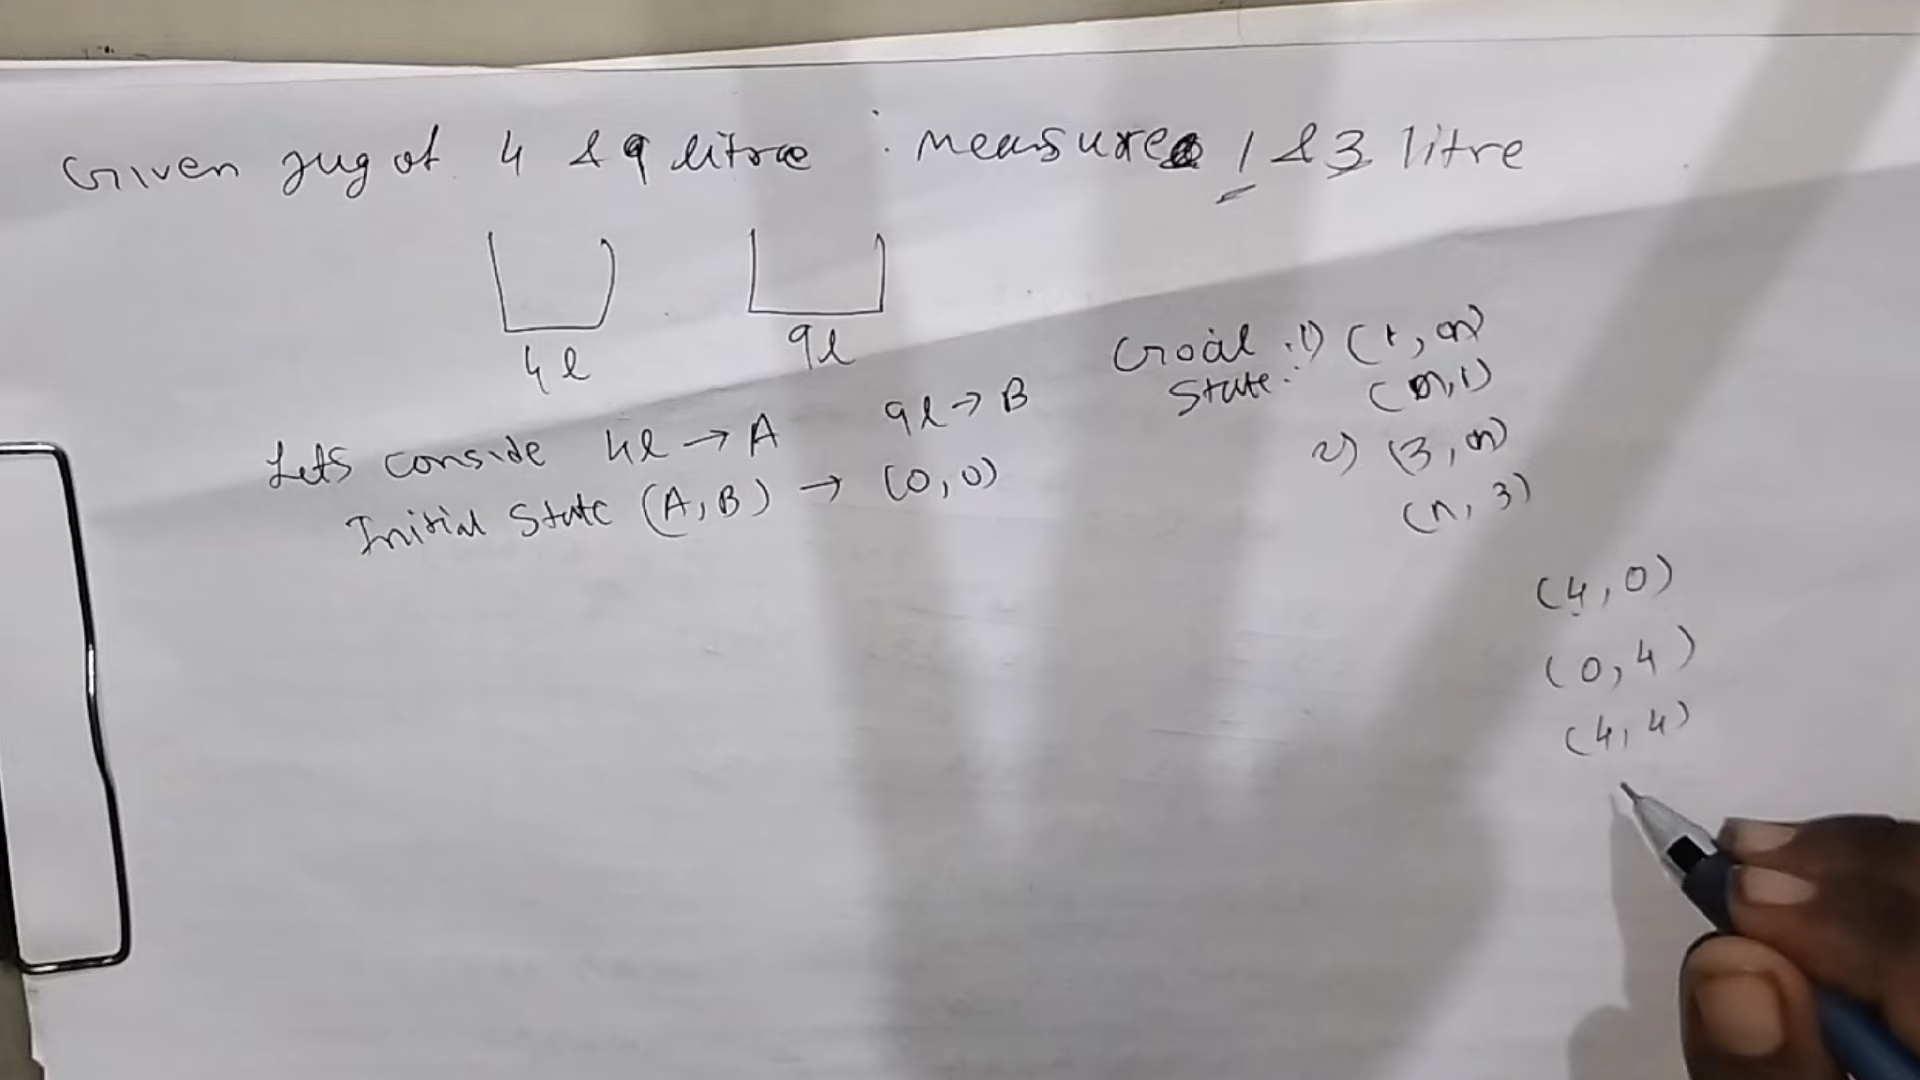 Given jug of 4 & 9 litre : measure 1 & 3 litre
4l 9l
Lets conside 4l → A 9l → B
Initial State (A, B) → (0, 0)
Goal State : 1) (1, n)
(n, 1)
2) (3, n)
(n, 3)
(4, 0)
(0, 4)
(4, 4)